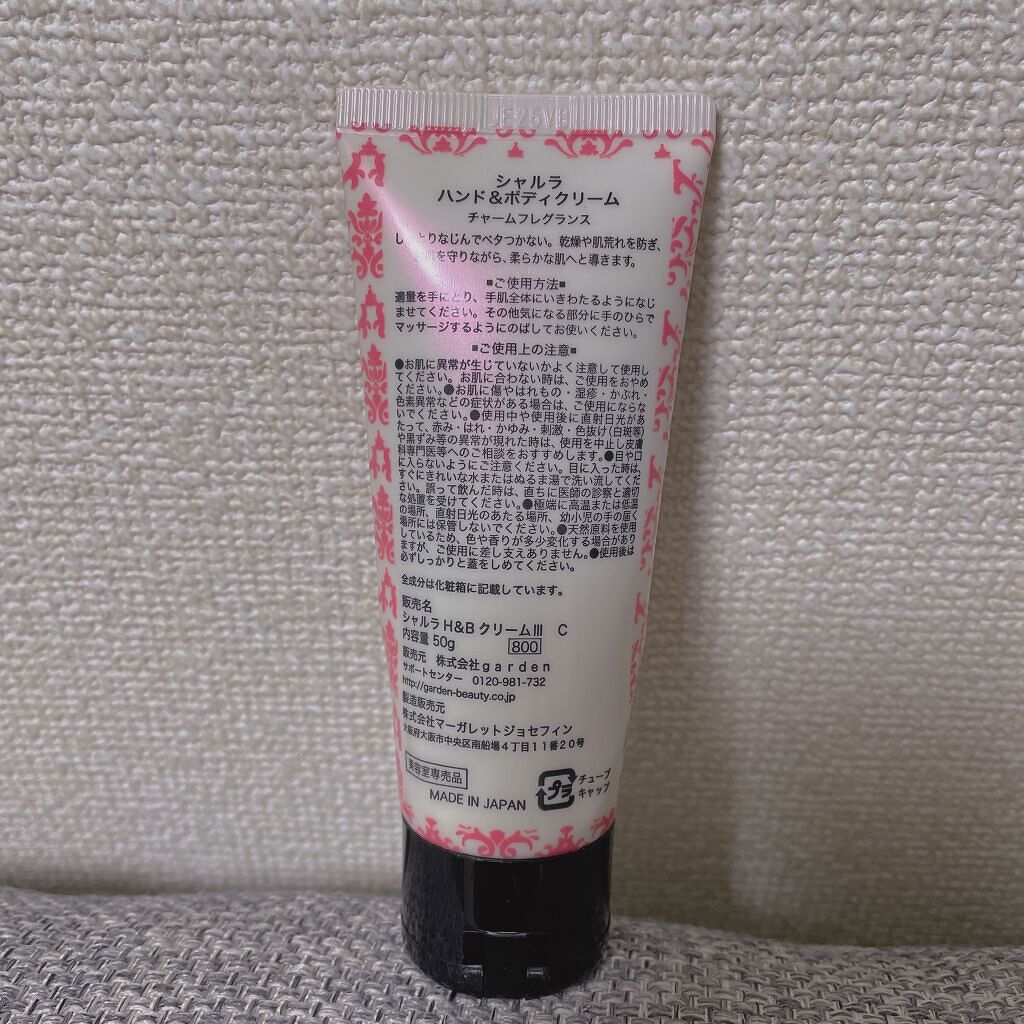 JE26V8
シャルラ
ハンド&ボディクリーム
チャームフレグランス
しっとりなじんでベタつかない。乾燥や肌荒れを防ぎ、
肌を守りながら、柔らかな肌へと導きます。
■ご使用方法■
適量を手にとり、手肌全体にいきわたるようになじ
ませてください。その他気になる部分に手のひらで
マッサージするようにのばしてお使いください。
■ご使用上の注意■
●お肌に異常が生じていないかよく注意して使用し
てください。お肌に合わない時は、ご使用をおやめ
ください。●お肌に傷やはれもの・湿疹・かぶれ・
色素異常などの症状がある場合は、ご使用にならな
いでください。●使用中や使用後に直射日光があ
たって、赤み・はれ・かゆみ・刺激・色抜け(白斑等)
や黒ずみ等の異常が現れた時は、使用を中止し皮膚
科専門医等へのご相談をおすすめします。●目や口
に入らないようにご注意ください。目に入った時は、
すぐにきれいな水またはぬるま湯で洗い流してくだ
さい。誤って飲んだ時は、直ちに医師の診察と適切
な処置を受けてください。●極端に高温または低温
の場所、直射日光のあたる場所、幼小児の手の届く
場所には保管しないでください。●天然原料を使用
しているため、色や香りが多少変化する場合があり
ますが、ご使用に差し支えありません。●使用後は
必ずしっかりと蓋をしめてください。
全成分は化粧箱に記載しています。
販売名
シャルラ H&B クリームⅢ C
内容量 50g 800
販売元 株式会社garden
サポートセンター 0120-981-732
http://garden-beauty.co.jp
製造販売元
株式会社マーガレットジョセフィン
大阪府大阪市中央区南船場4丁目11番20号
美容室専売品
MADE IN JAPAN
プラ
チューブ
キャップ